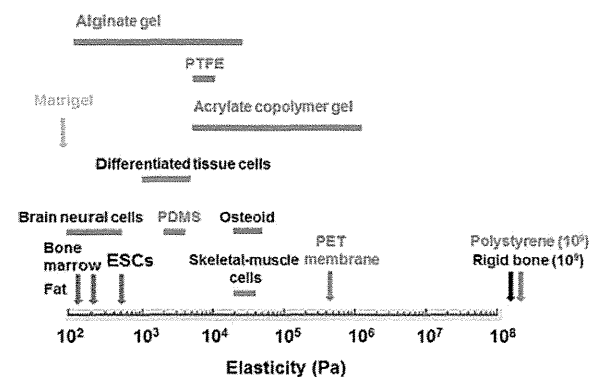 Alginate gel
PTFE
Matrigel
Acrylate copolymer gel
Differentiated tissue cells
Brain neural cells PDMS Osteoid
Bone
marrow ESCs
Fat
Skeletal-muscle
cells
PET
membrane
Polystyrene (10⁹)
Rigid bone (10⁹)
10² 10³ 10⁴ 10⁵ 10⁶ 10⁷ 10⁸
Elasticity (Pa)